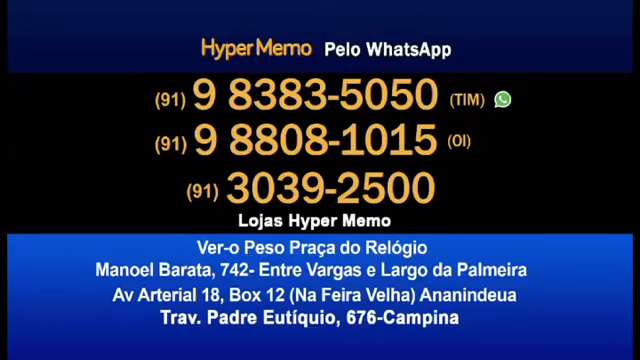 HyperMemo Pelo WhatsApp
(91) 9 8383-5050 (TIM)
(91) 9 8808-1015 (OI)
(91) 3039-2500
Lojas Hyper Memo
Ver-o Peso Praça do Relógio
Manoel Barata, 742- Entre Vargas e Largo da Palmeira
Av Arterial 18, Box 12 (Na Feira Velha) Ananindeua
Trav. Padre Eutíquio, 676-Campina